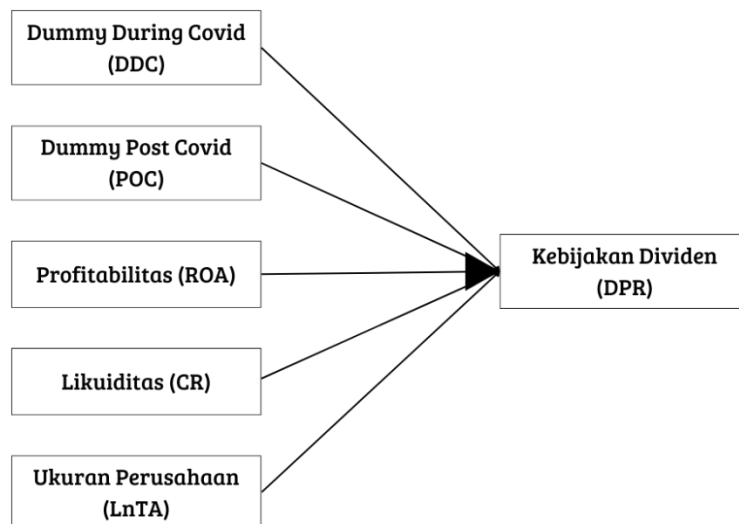 Dummy During Covid
(DDC)
Dummy Post Covid
(POC)
Profitabilitas (ROA)
Likuiditas (CR)
Ukuran Perusahaan
(LnTA)
Kebijakan Dividen
(DPR)